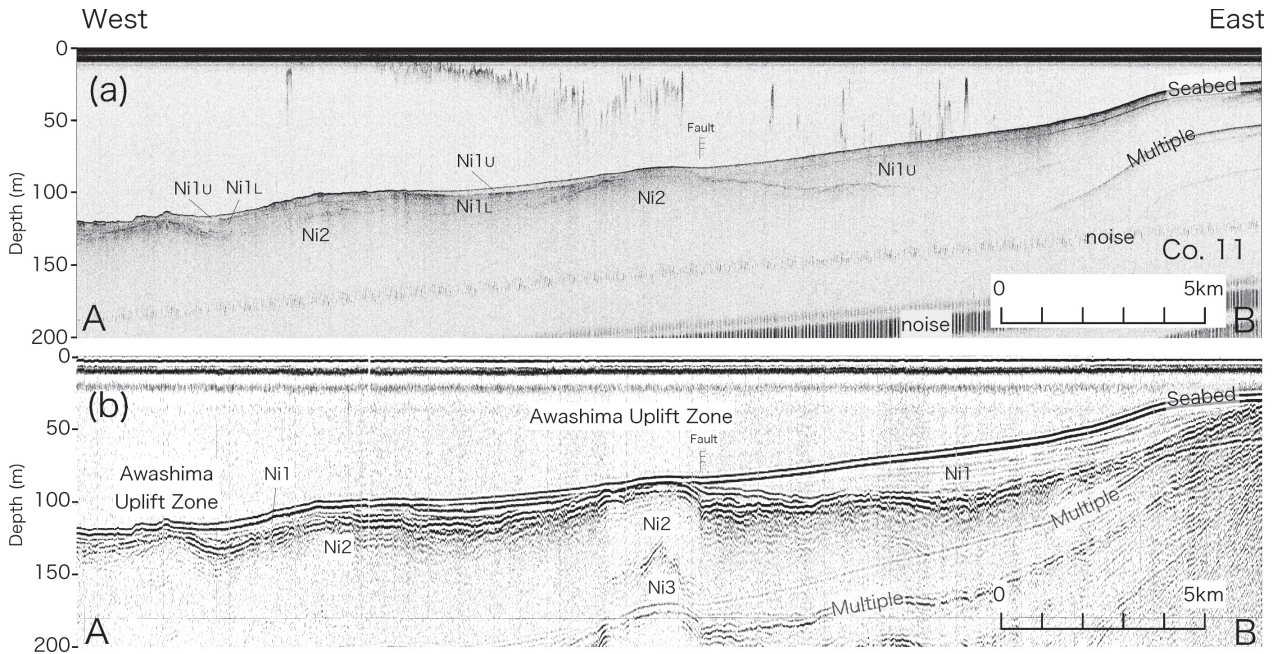 West East
0
(a)
Seabed
50
Fault
Multiple
Ni1U
Ni1U
Ni1U Ni1L
100
Ni1L
Ni2
Depth (m)
Ni2
noise
Co. 11
150
0 5km
A
noise
B
200
0
(b)
Seabed
Awashima Uplift Zone
50
Fault
Awashima
Uplift Zone
Ni1
Ni1
100
Multiple
Depth (m)
Ni2
Ni2
150
Ni3
0 5km
Multiple
A
B
200